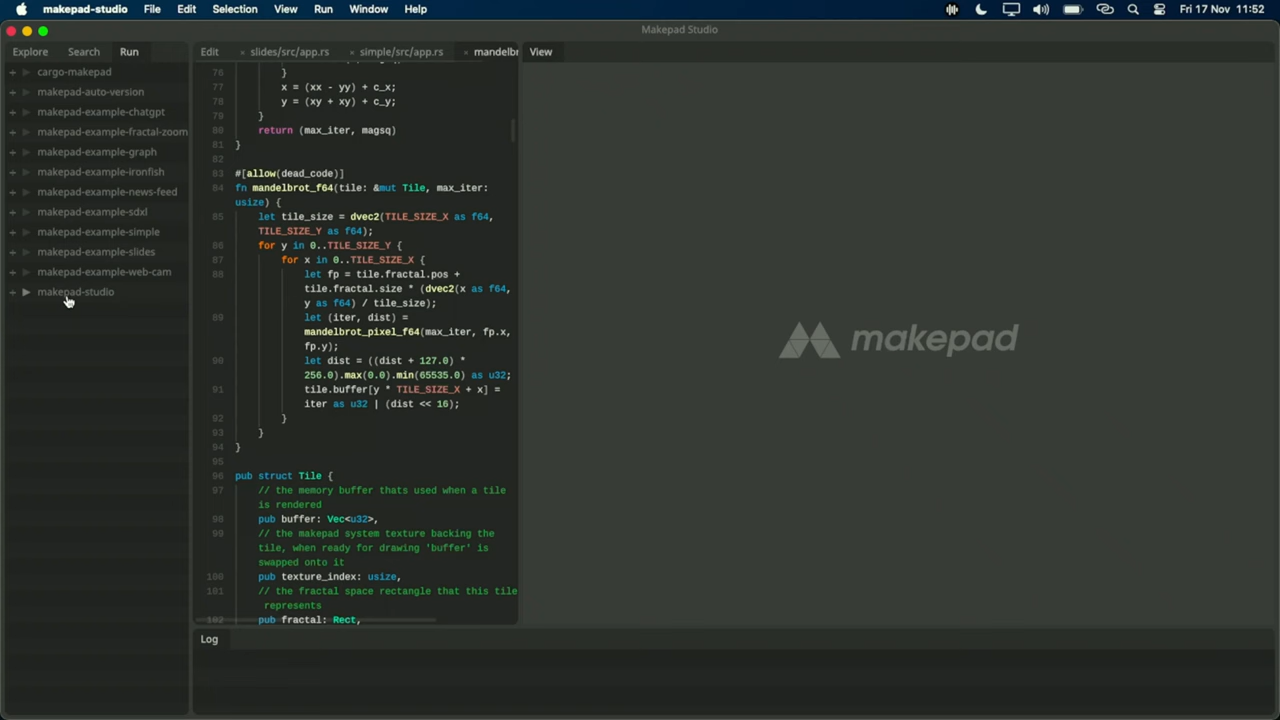 makepad-studio File Edit Selection View Run Window Help Fri 17 Nov 11:52
Makepad Studio
Explore Search Run
cargo-makepad
makepad-auto-version
makepad-example-chatgpt
makepad-example-fractal-zoom
makepad-example-graph
makepad-example-ironfish
makepad-example-news-feed
makepad-example-sdxl
makepad-example-simple
makepad-example-slides
makepad-example-web-cam
makepad-studio
Edit × slides/src/app.rs × simple/src/app.rs × mandelbr
76 }
77 x = (xx - yy) + c_x;
78 y = (xy + xy) + c_y;
79 }
80 return (max_iter, magsq)
81 }
82
83 #[allow(dead_code)]
84 fn mandelbrot_f64(tile: &mut Tile, max_iter:
usize) {
85 let tile_size = dvec2(TILE_SIZE_X as f64,
TILE_SIZE_Y as f64);
86 for y in 0..TILE_SIZE_Y {
87 for x in 0..TILE_SIZE_X {
88 let fp = tile.fractal.pos +
tile.fractal.size * (dvec2(x as f64,
y as f64) / tile_size);
89 let (iter, dist) =
mandelbrot_pixel_f64(max_iter, fp.x,
fp.y);
90 let dist = ((dist + 127.0) *
256.0).max(0.0).min(65535.0) as u32;
91 tile.buffer[y * TILE_SIZE_X + x] =
iter as u32 | (dist << 16);
92 }
93 }
94 }
95
96 pub struct Tile {
97 // the memory buffer thats used when a tile
is rendered
98 pub buffer: Vec<u32>,
99 // the makepad system texture backing the
tile, when ready for drawing 'buffer' is
swapped onto it
100 pub texture_index: usize,
101 // the fractal space rectangle that this tile
represents
102 pub fractal: Rect,
View
makepad
Log